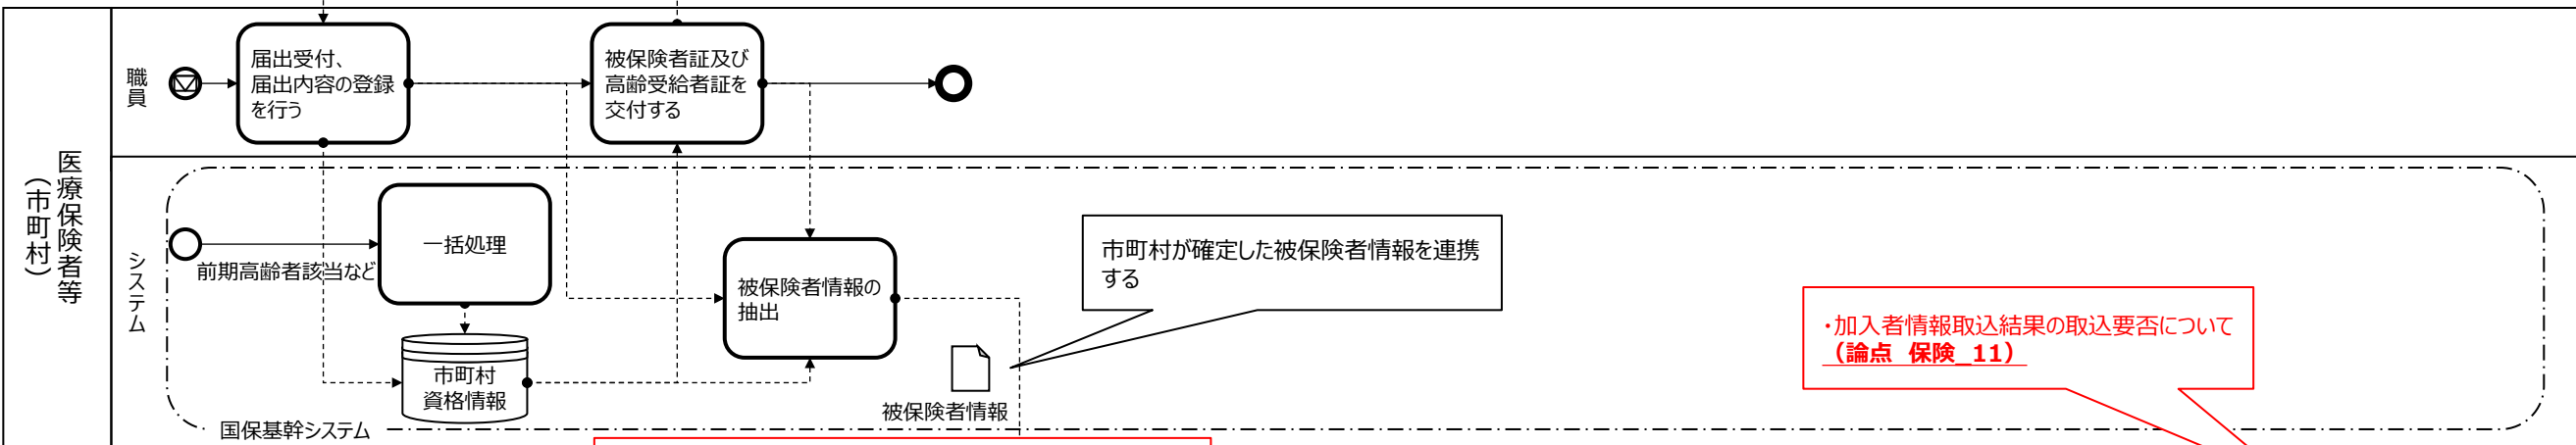 医療保険者等
（市町村）
職員
届出受付、
届出内容の登録
を行う
被保険者証及び
高齢受給者証を
交付する
システム
前期高齢者該当など
一括処理
市町村
資格情報
国保基幹システム
被保険者情報の
抽出
被保険者情報
市町村が確定した被保険者情報を連携
する
・加入者情報取込結果の取込要否について
（論点 保険_11）